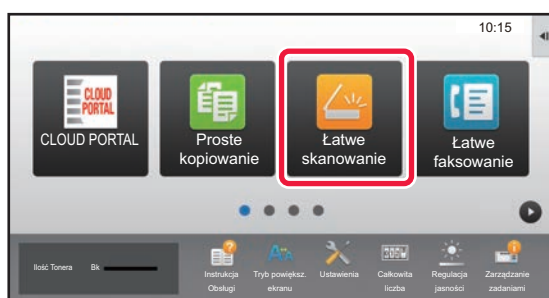 10:15
CLOUD
PORTAL
CLOUD PORTAL
Proste
kopiowanie
Łatwe
skanowanie
Łatwe
faksowanie
Ilość Tonera Bk
Instrukcja
Obsługi
Tryb powiększ.
ekranu
Ustawienia
Całkowita
liczba
Regulacja
jasności
Zarządzanie
zadaniami